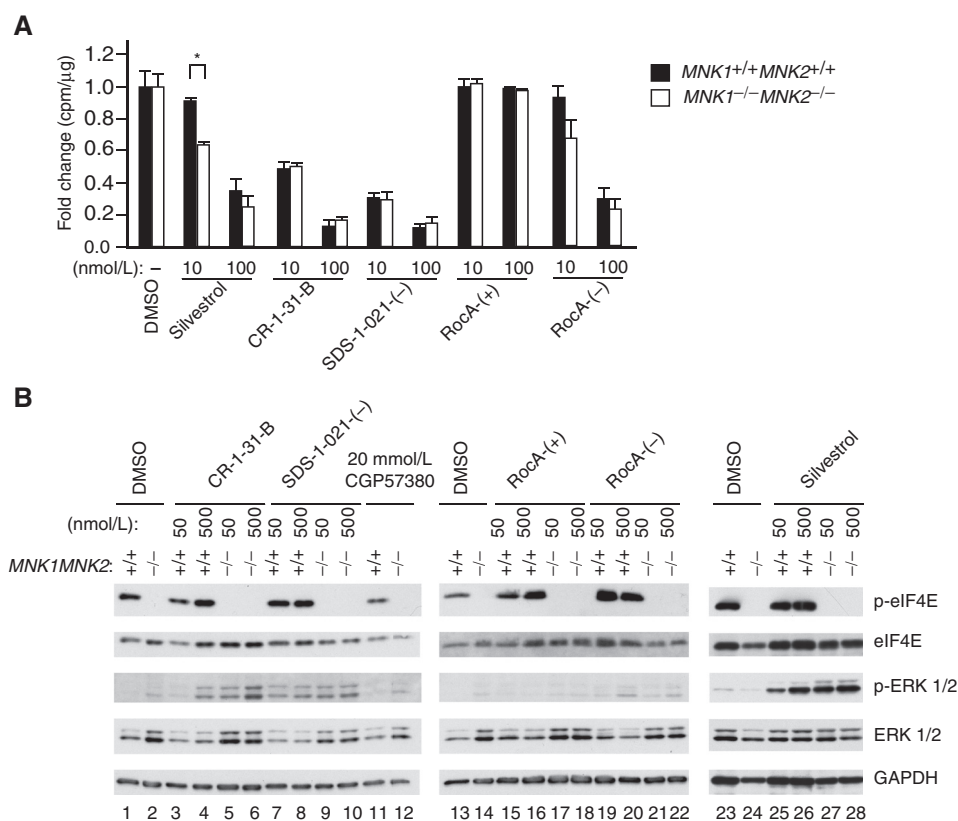 A
Fold change (cpm/μg)
1.2
1.0
0.8
0.6
0.4
0.2
0.0
*
MNK1+/+MNK2+/+
MNK1−/−MNK2−/−
(nmol/L): – 10 100 10 100 10 100 10 100 10 100
DMSO
Silvestrol
CR-1-31-B
SDS-1-021-(–)
RocA-(+)
RocA-(–)
B
DMSO
CR-1-31-B
SDS-1-021-(–)
20 mmol/L
CGP57380
DMSO
RocA-(+)
RocA-(–)
DMSO
Silvestrol
(nmol/L): 50 500 50 500 50 500 50 500 50 500 50 500 50 500 50 500 50 500 50 500
MNK1MNK2: +/+ –/– +/+ +/+ –/– –/– +/+ +/+ –/– –/– +/+ –/– +/+ –/– +/+ +/+ –/– –/– +/+ +/+ –/– –/– +/+ –/– +/+ +/+ –/– –/–
p-eIF4E
eIF4E
p-ERK 1/2
ERK 1/2
GAPDH
1 2 3 4 5 6 7 8 9 10 11 12 13 14 15 16 17 18 19 20 21 22 23 24 25 26 27 28